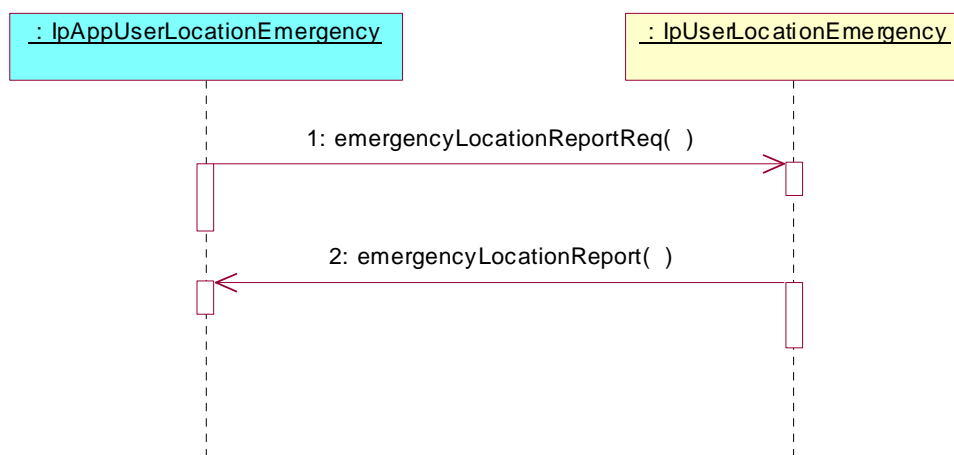 : IpAppUserLocationEmergency
: IpUserLocationEmergency
1: emergencyLocationReportReq( )
2: emergencyLocationReport( )